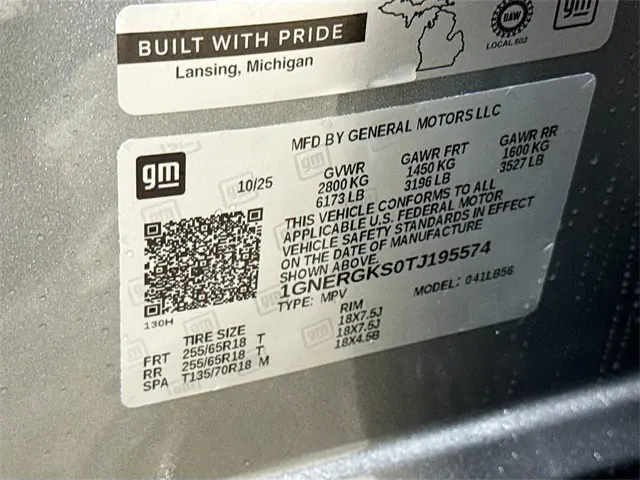 BUILT WITH PRIDE
Lansing, Michigan
UAW
LOCAL 602
gm
MFD BY GENERAL MOTORS LLC
gm
10/25
GVWR
2800 KG
6173 LB
GAWR FRT
1450 KG
3196 LB
GAWR RR
1600 KG
3527 LB
THIS VEHICLE CONFORMS TO ALL
APPLICABLE U.S. FEDERAL MOTOR
VEHICLE SAFETY STANDARDS IN EFFECT
ON THE DATE OF MANUFACTURE
SHOWN ABOVE.
1GNERGKS0TJ195574
TYPE: MPV
MODEL: 041LB56
130H
TIRE SIZE
RIM
FRT 255/65R18 T 18X7.5J
RR 255/65R18 T 18X7.5J
SPA T135/70R18 M 18X4.5B